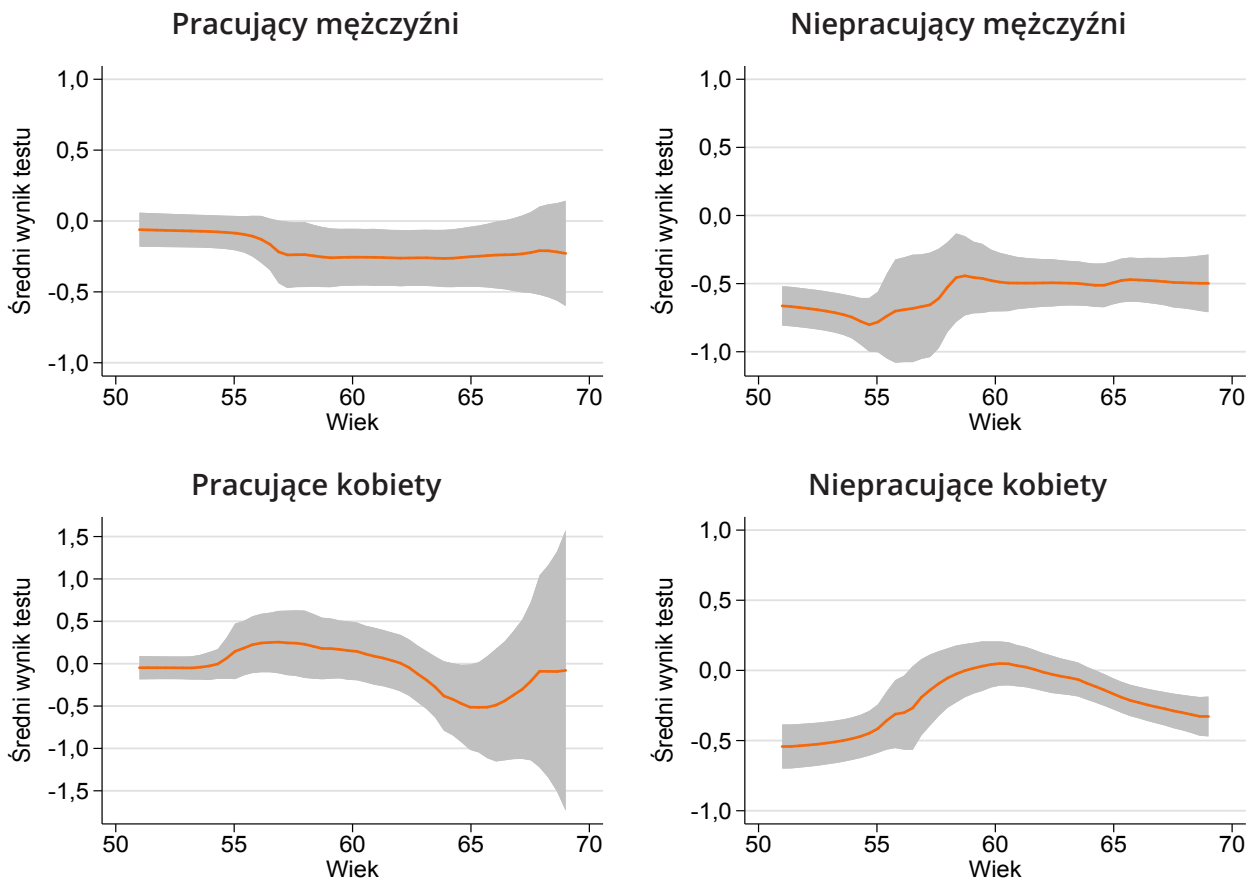 Pracujący mężczyźni
1,0
0,5
0,0
-0,5
-1,0
Średni wynik testu
50 55 60 65 70
Wiek
Niepracujący mężczyźni
1,0
0,5
0,0
-0,5
-1,0
Średni wynik testu
50 55 60 65 70
Wiek
Pracujące kobiety
1,5
1,0
0,5
0,0
-0,5
-1,0
-1,5
Średni wynik testu
50 55 60 65 70
Wiek
Niepracujące kobiety
1,0
0,5
0,0
-0,5
-1,0
Średni wynik testu
50 55 60 65 70
Wiek